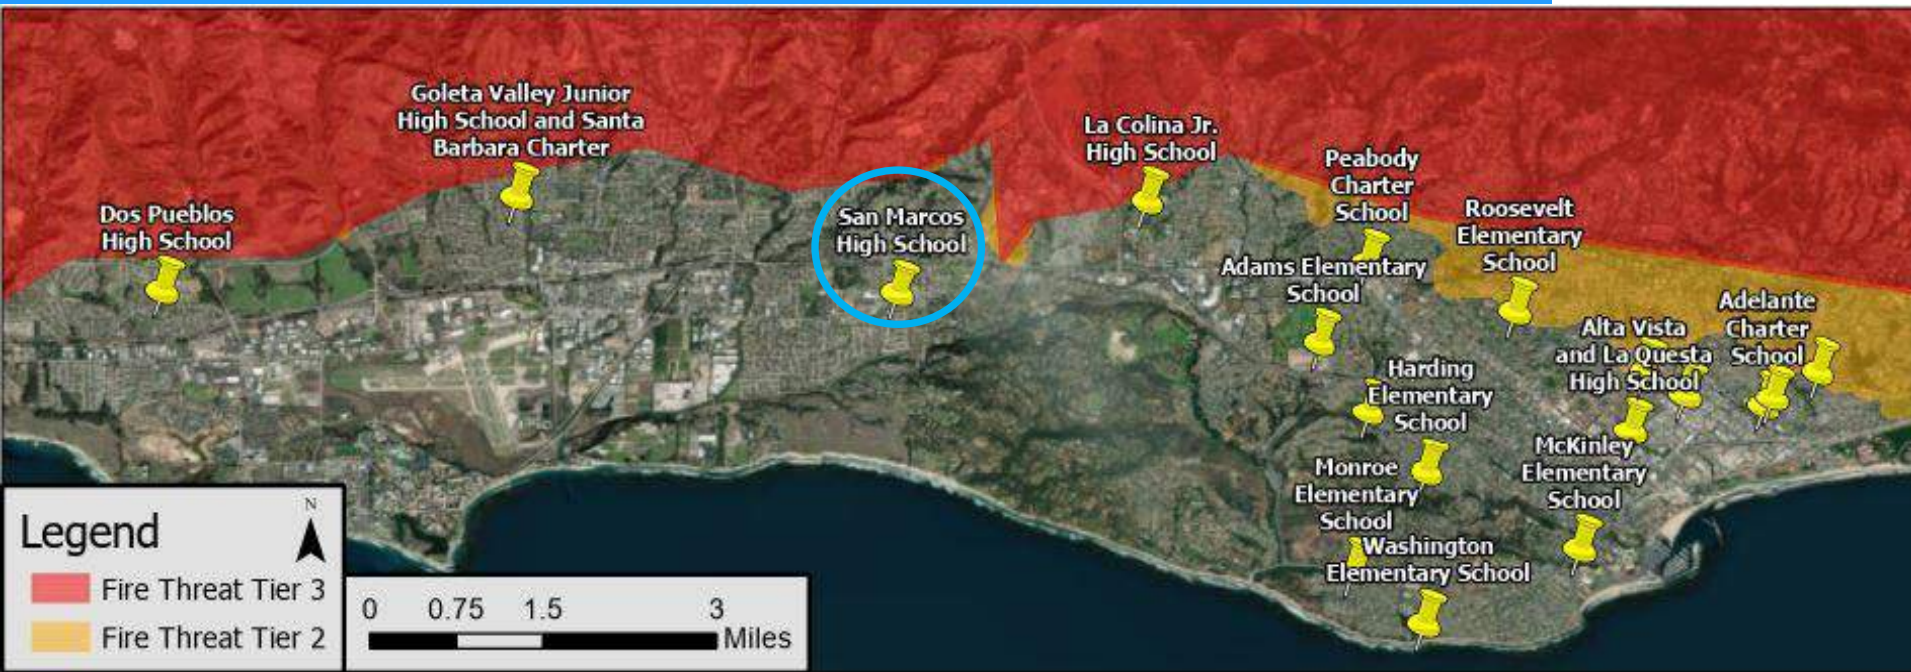 Goleta Valley Junior
High School and Santa
Barbara Charter
La Colina Jr.
High School
Peabody
Charter
School
Dos Pueblos
High School
San Marcos
High School
Roosevelt
Elementary
School
Adams Elementary
School
Adelante
Charter
School
Alta Vista
and La Questa
High School
Harding
Elementary
School
McKinley
Elementary
School
Monroe
Elementary
School
Washington
Elementary School
Legend
N
Fire Threat Tier 3
Fire Threat Tier 2
0 0.75 1.5 3
Miles